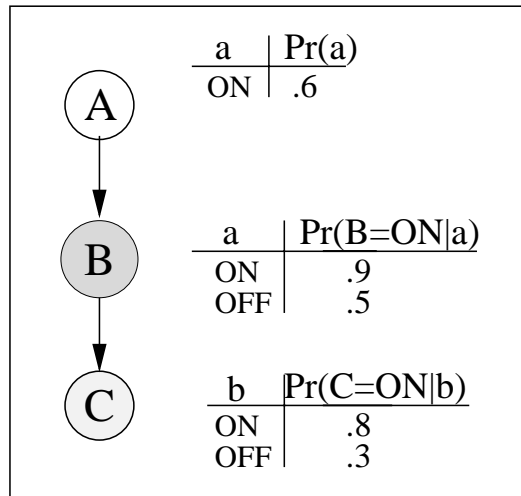 a Pr(a)
A ON .6
a Pr(B=ON|a)
B ON .9
OFF .5
b Pr(C=ON|b)
C ON .8
OFF .3